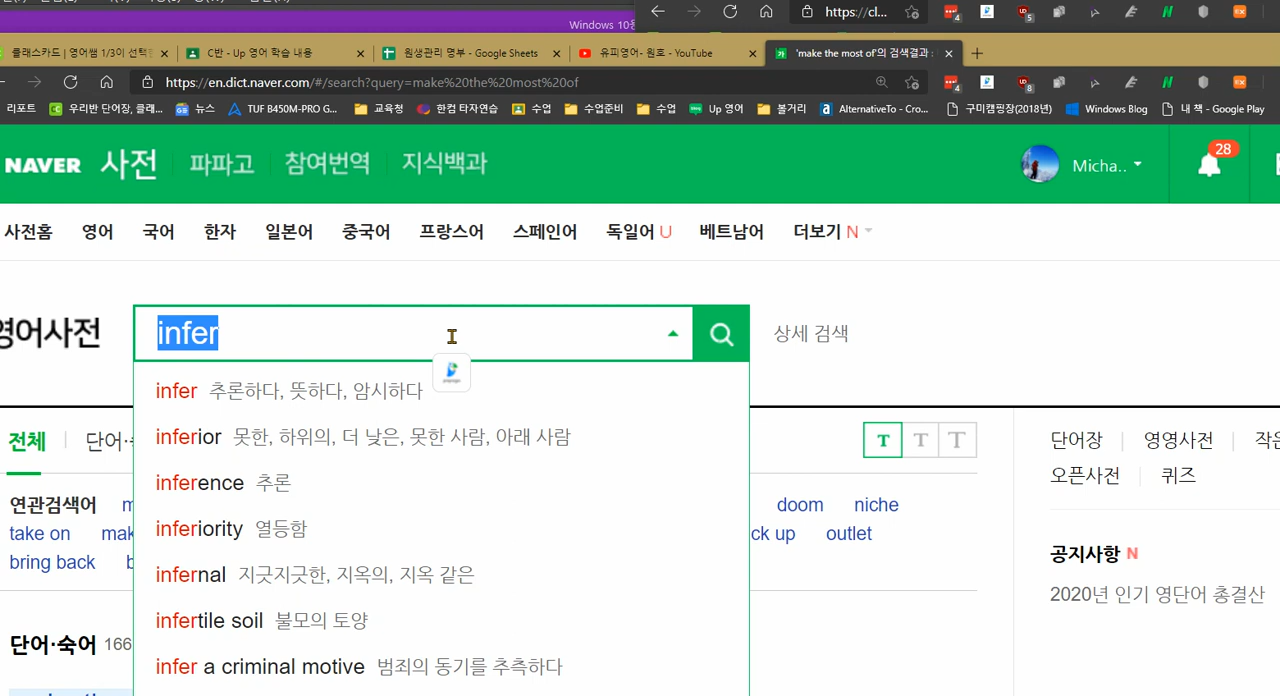 Windows 10용
https://cl...
클래스카드 | 영어쌤 1/3이 선택
C반 - Up 영어 학습 내용
원생관리 명부 - Google Sheets
유피영어- 원호 - YouTube
'make the most of'의 검색결과 :
https://en.dict.naver.com/#/search?query=make%20the%20most%20of
리포트 우리반 단어장, 클래... 뉴스 TUF B450M-PRO G... 교육청 한컴 타자연습 수업 수업준비 수업 Up 영어 볼거리 AlternativeTo - Cro... 구미캠핑장(2018년) Windows Blog 내 책 - Google Play
NAVER 사전 파파고 참여번역 지식백과 Micha.. 28
사전홈 영어 국어 한자 일본어 중국어 프랑스어 스페인어 독일어 U 베트남어 더보기 N
영어사전 infer 상세 검색
infer 추론하다, 뜻하다, 암시하다
inferior 못한, 하위의, 더 낮은, 못한 사람, 아래 사람
inference 추론
inferiority 열등함
infernal 지긋지긋한, 지옥의, 지옥 같은
infertile soil 불모의 토양
infer a criminal motive 범죄의 동기를 추측하다
전체 단어· T T T
연관검색어 doom niche
take on mak ck up outlet
bring back b
단어·숙어 166
단어장 영영사전 작은
오픈사전 퀴즈
공지사항 N
2020년 인기 영단어 총결산